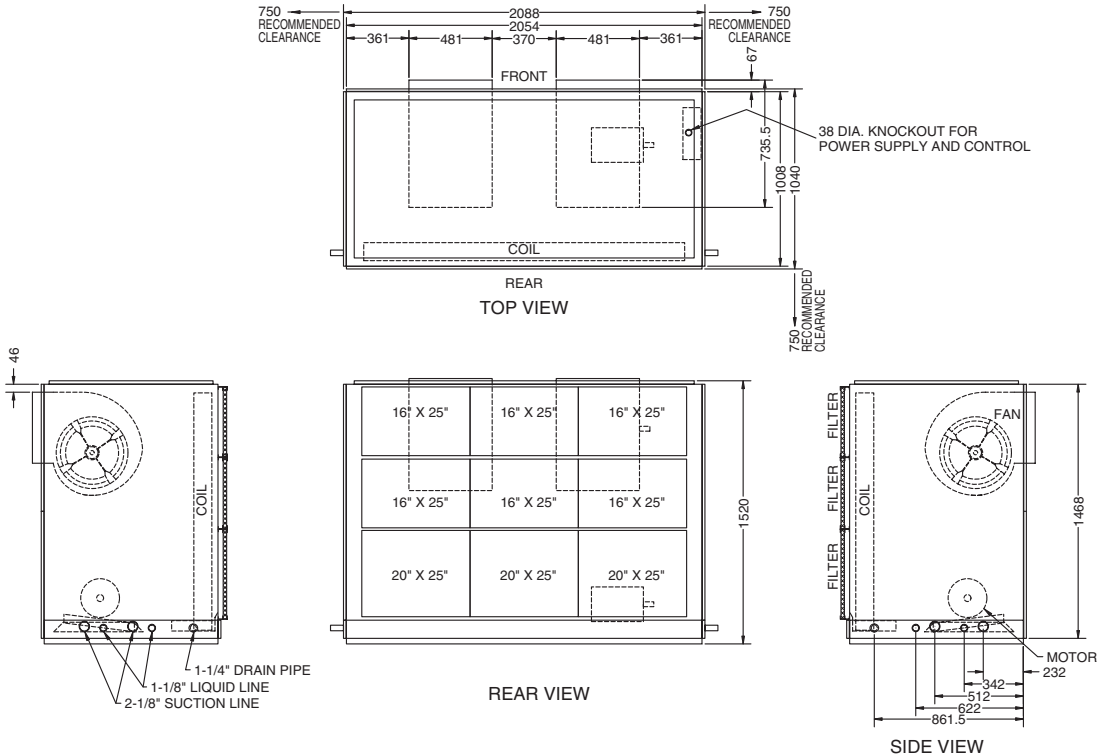 750
RECOMMENDED
CLEARANCE
2088
2054
361
481
370
481
361
750
RECOMMENDED
CLEARANCE
67
FRONT
735.5
1008
1040
38 DIA. KNOCKOUT FOR
POWER SUPPLY AND CONTROL
COIL
REAR
TOP VIEW
750
RECOMMENDED
CLEARANCE
46
COIL
1-1/4" DRAIN PIPE
1-1/8" LIQUID LINE
2-1/8" SUCTION LINE
16" X 25"
16" X 25"
16" X 25"
16" X 25"
16" X 25"
16" X 25"
20" X 25"
20" X 25"
20" X 25"
1520
REAR VIEW
FILTER
FILTER
FILTER
COIL
FAN
1468
MOTOR
232
342
512
622
861.5
SIDE VIEW